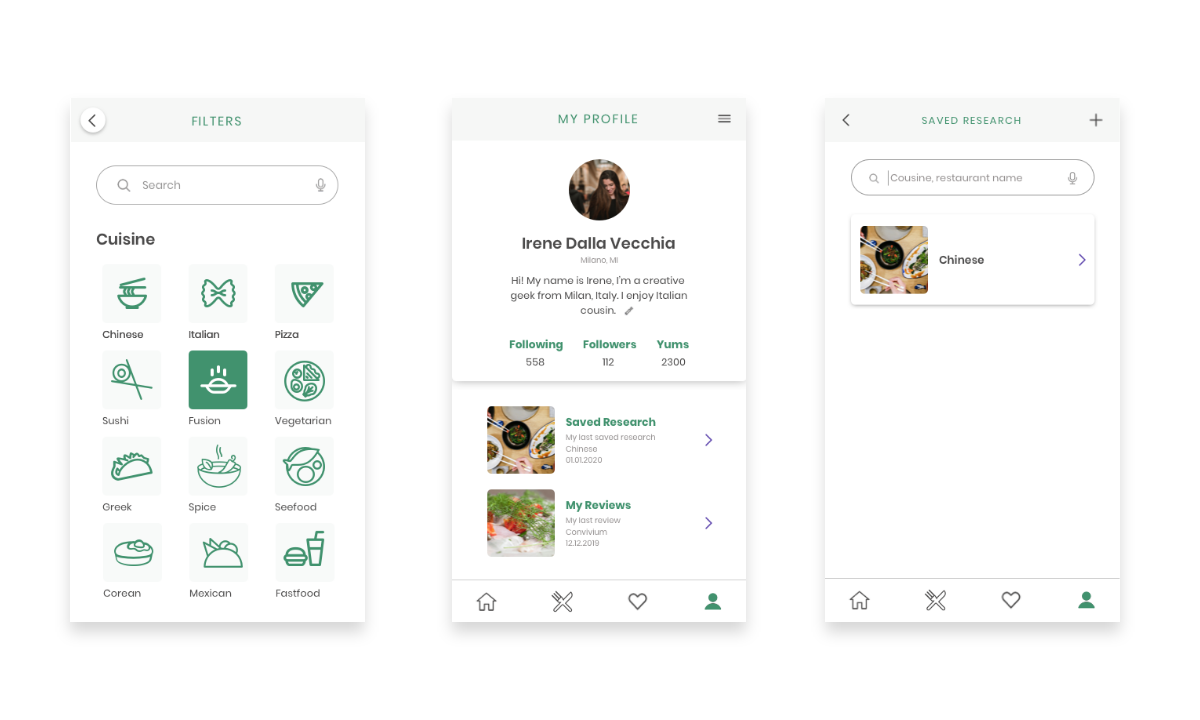 FILTERS
Search
Cuisine
Chinese Italian Pizza
Sushi Fusion Vegetarian
Greek Spice Seefood
Corean Mexican Fastfood
MY PROFILE
Irene Dalla Vecchia
Milano, MI
Hi! My name is Irene, I'm a creative
geek from Milan, Italy. I enjoy Italian
cousin.
Following Followers Yums
558 112 2300
Saved Research
My last saved research
Chinese
01.01.2020
My Reviews
My last review
Convivium
12.12.2019
SAVED RESEARCH
Cousine, restaurant name
Chinese